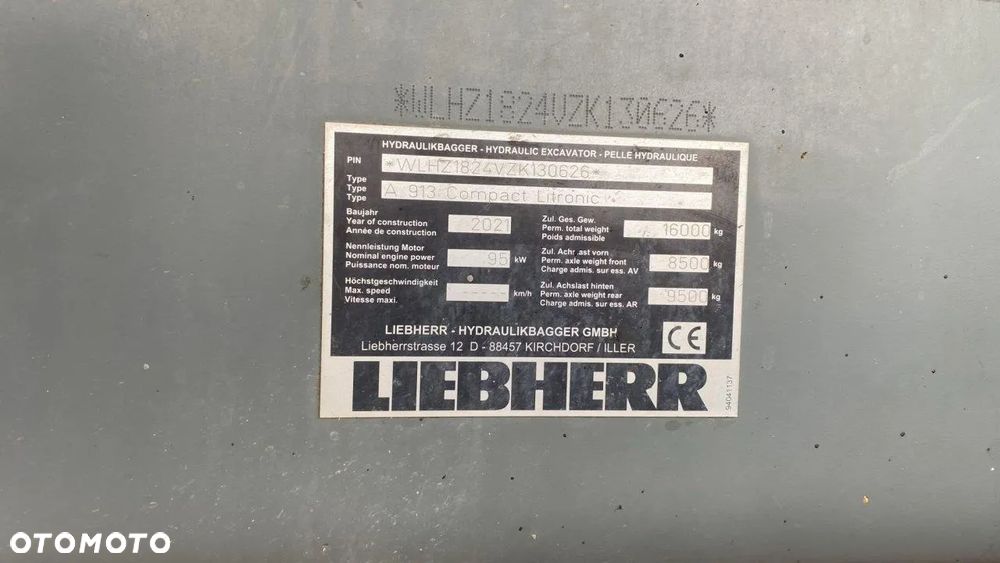 *WLHZ1824VZK130626*
HYDRAULIKBAGGER - HYDRAULIC EXCAVATOR - PELLE HYDRAULIQUE
PIN *WLHZ1824VZK130626*
Type
Type A 913 Compact Litronic
Type
Baujahr
Year of construction 2021
Année de construction
Zul. Ges. Gew.
Perm. total weight 16000 kg
Poids admissible
Nennleistung Motor
Nominal engine power 95 kW
Puissance nom. moteur
Zul. Achslast vorn
Perm. axle weight front 8500 kg
Charge admis. sur ess. AV
Höchstgeschwindigkeit
Max. speed ---- km/h
Vitesse maxi.
Zul. Achslast hinten
Perm. axle weight rear 9500 kg
Charge admis. sur ess. AR
LIEBHERR - HYDRAULIKBAGGER GMBH
Liebherrstrasse 12 D - 88457 KIRCHDORF / ILLER
CE
LIEBHERR
94041137
OTOMOTO